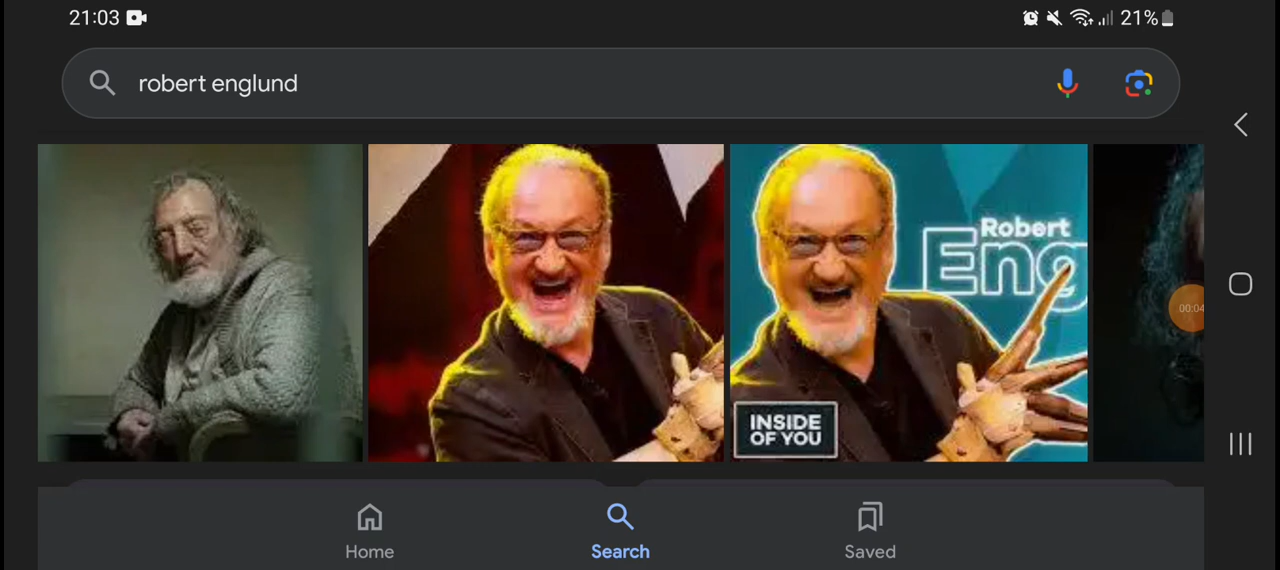 21:03
21%
robert englund
Robert
Eng
INSIDE
OF YOU
00:04
Home
Search
Saved